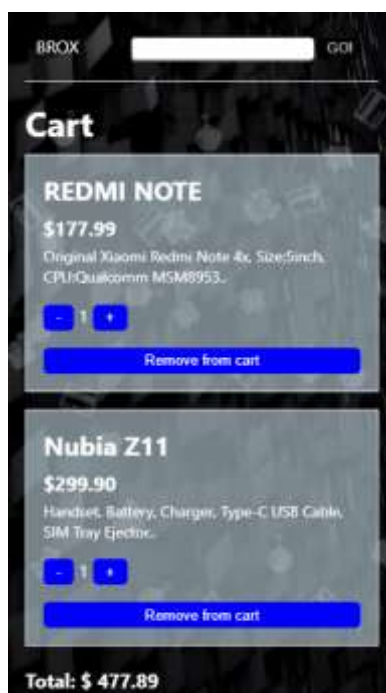 BROX
GO!
Cart
REDMI NOTE
$177.99
Original Xiaomi Redmi Note 4x, Size:5inch,
CPU:Qualcomm MSM8953..
- 1 +
Remove from cart
Nubia Z11
$299.90
Handset, Battery, Charger, Type-C USB Cable,
SIM Tray Ejector..
- 1 +
Remove from cart
Total: $ 477.89